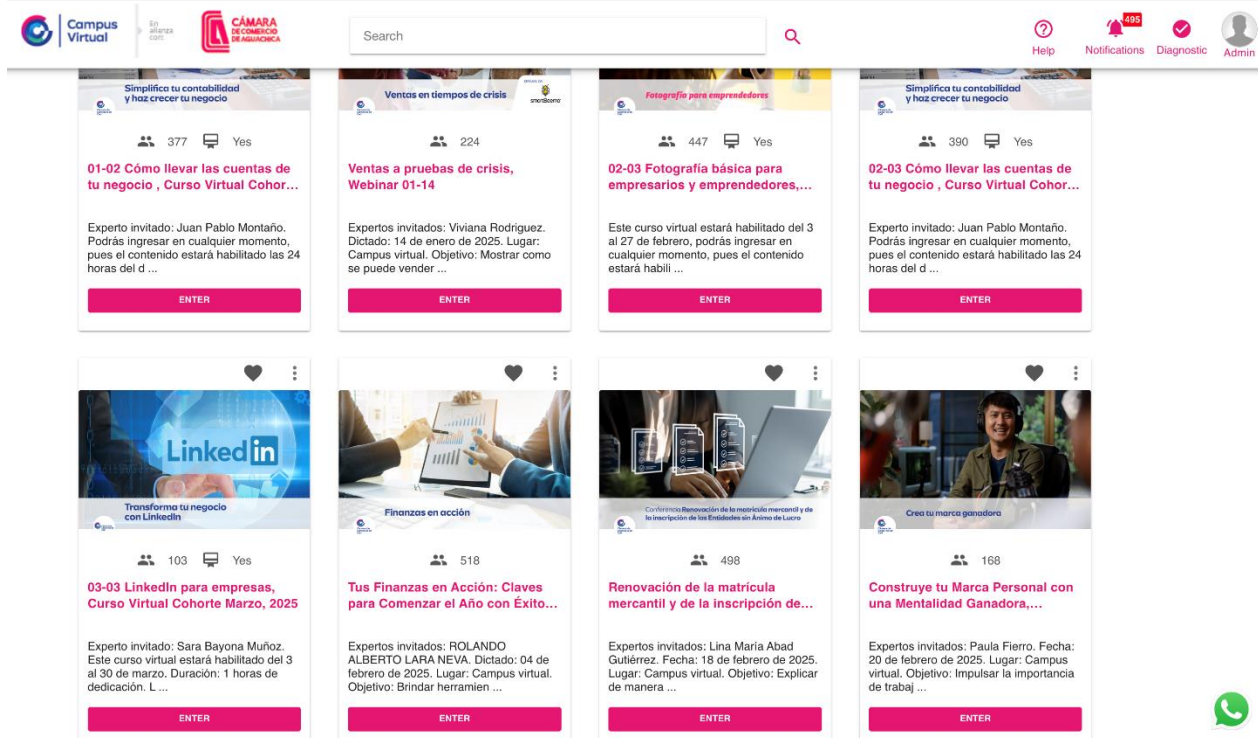 Campus
Virtual
En
alianza
con:
CÁMARA
DE COMERCIO
DE AGUACHICA
Search
Help
495
Notifications
Diagnostic
Admin
Simplifica tu contabilidad
y haz crecer tu negocio
Ventas en tiempos de crisis
Fotografía para emprendedores
Simplifica tu contabilidad
y haz crecer tu negocio
377 Yes
224
447 Yes
390 Yes
01-02 Cómo llevar las cuentas de
tu negocio , Curso Virtual Cohor...
Ventas a pruebas de crisis,
Webinar 01-14
02-03 Fotografía básica para
empresarios y emprendedores,...
02-03 Cómo llevar las cuentas de
tu negocio , Curso Virtual Cohor...
Experto invitado: Juan Pablo Montaño.
Podrás ingresar en cualquier momento,
pues el contenido estará habilitado las 24
horas del d ...
Expertos invitados: Viviana Rodriguez.
Dictado: 14 de enero de 2025. Lugar:
Campus virtual. Objetivo: Mostrar como
se puede vender ...
Este curso virtual estará habilitado del 3
al 27 de febrero, podrás ingresar en
cualquier momento, pues el contenido
estará habili ...
Experto invitado: Juan Pablo Montaño.
Podrás ingresar en cualquier momento,
pues el contenido estará habilitado las 24
horas del d ...
ENTER
ENTER
ENTER
ENTER
Linked in
Transforma tu negocio
con LinkedIn
Finanzas en acción
Conferencia Renovación de la matrícula mercantil y de
la inscripción de las Entidades sin Ánimo de Lucro
Crea tu marca ganadora
103 Yes
518
498
168
03-03 LinkedIn para empresas,
Curso Virtual Cohorte Marzo, 2025
Tus Finanzas en Acción: Claves
para Comenzar el Año con Éxito...
Renovación de la matrícula
mercantil y de la inscripción de...
Construye tu Marca Personal con
una Mentalidad Ganadora,...
Experto invitado: Sara Bayona Muñoz.
Este curso virtual estará habilitado del 3
al 30 de marzo. Duración: 1 horas de
dedicación. L ...
Expertos invitados: ROLANDO
ALBERTO LARA NEVA. Dictado: 04 de
febrero de 2025. Lugar: Campus virtual.
Objetivo: Brindar herramien ...
Expertos invitados: Lina María Abad
Gutiérrez. Fecha: 18 de febrero de 2025.
Lugar: Campus virtual. Objetivo: Explicar
de manera ...
Expertos invitados: Paula Fierro. Fecha:
20 de febrero de 2025. Lugar: Campus
virtual. Objetivo: Impulsar la importancia
de trabaj ...
ENTER
ENTER
ENTER
ENTER